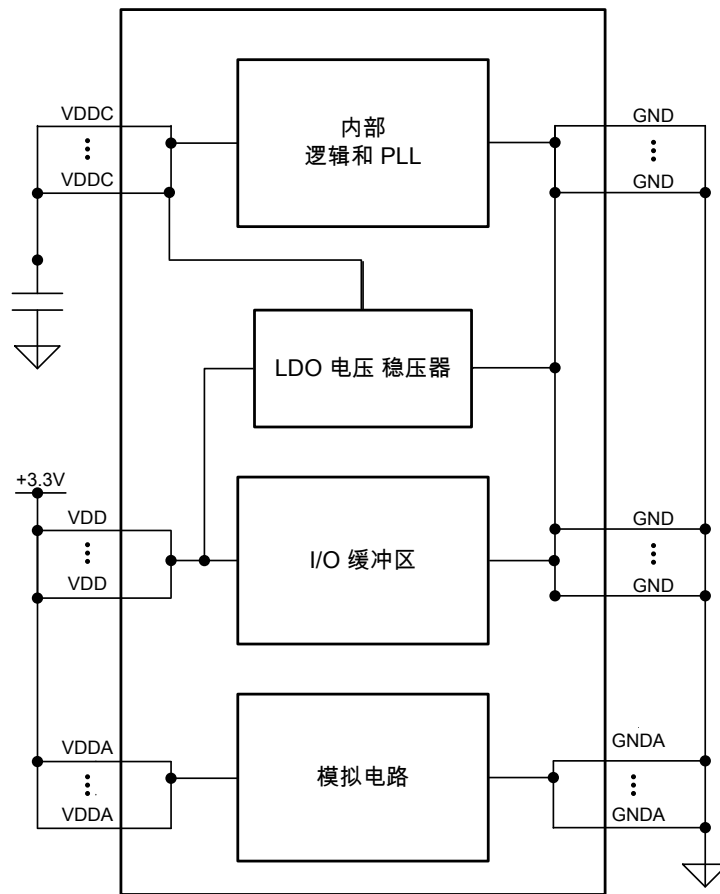 VDDC
VDDC
内部
逻辑和 PLL
GND
GND
LDO 电压 稳压器
+3.3V
VDD
VDD
I/O 缓冲区
GND
GND
VDDA
VDDA
模拟电路
GNDA
GNDA